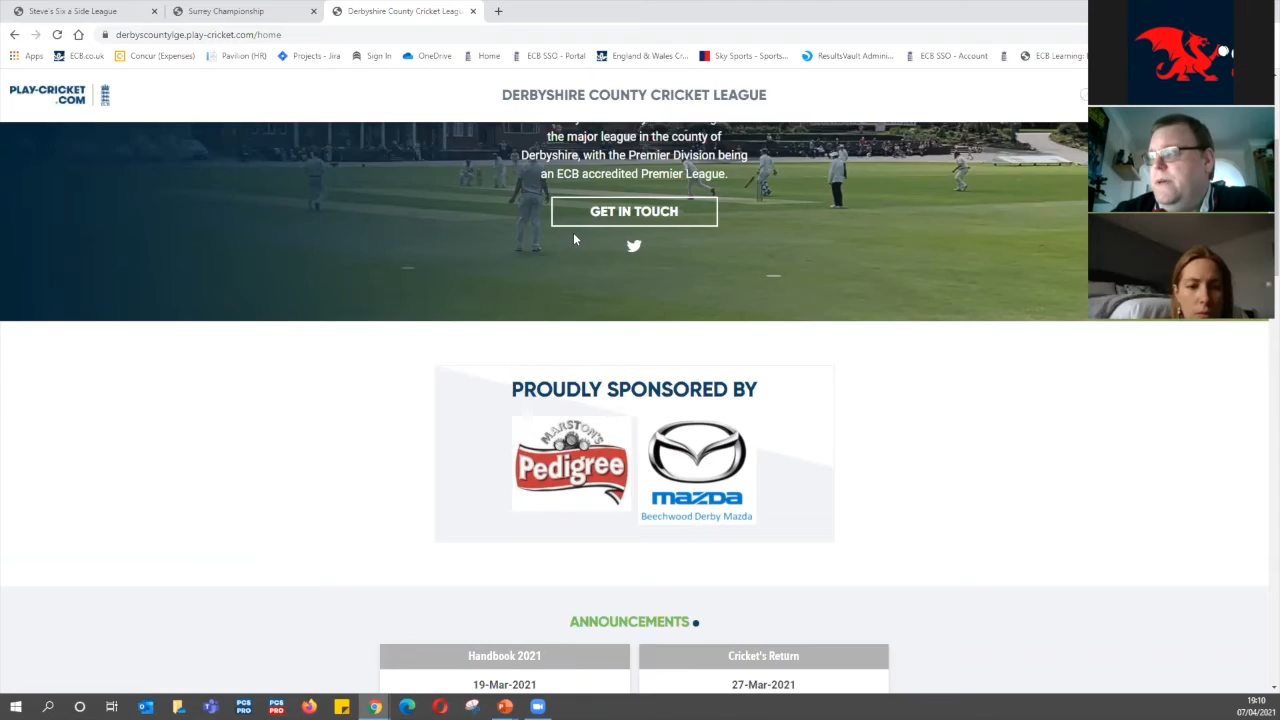 Steve's Six a Side League
Surrey Championship
Derbyshire County Cricket League
derbyscountylge.play-cricket.com/home
Apps
ECB.co.uk
Concur (Expenses)
Pavilion (HR)
Projects - Jira
Sign In
OneDrive
Home
ECB SSO - Portal
England & Wales Cr...
Sky Sports - Sports...
ResultsVault Admini...
ECB SSO - Account
ECB Learning:
PLAY-CRICKET
.COM
DERBYSHIRE COUNTY CRICKET LEAGUE
the major league in the county of
Derbyshire, with the Premier Division being
an ECB accredited Premier League.
GET IN TOUCH
PROUDLY SPONSORED BY
MARSTON'S
Pedigree
mazda
Beechwood Derby Mazda
ANNOUNCEMENTS
Handbook 2021
Cricket's Return
19-Mar-2021
27-Mar-2021
PCS
PRO
PCS
PRO
19:10
07/04/2021